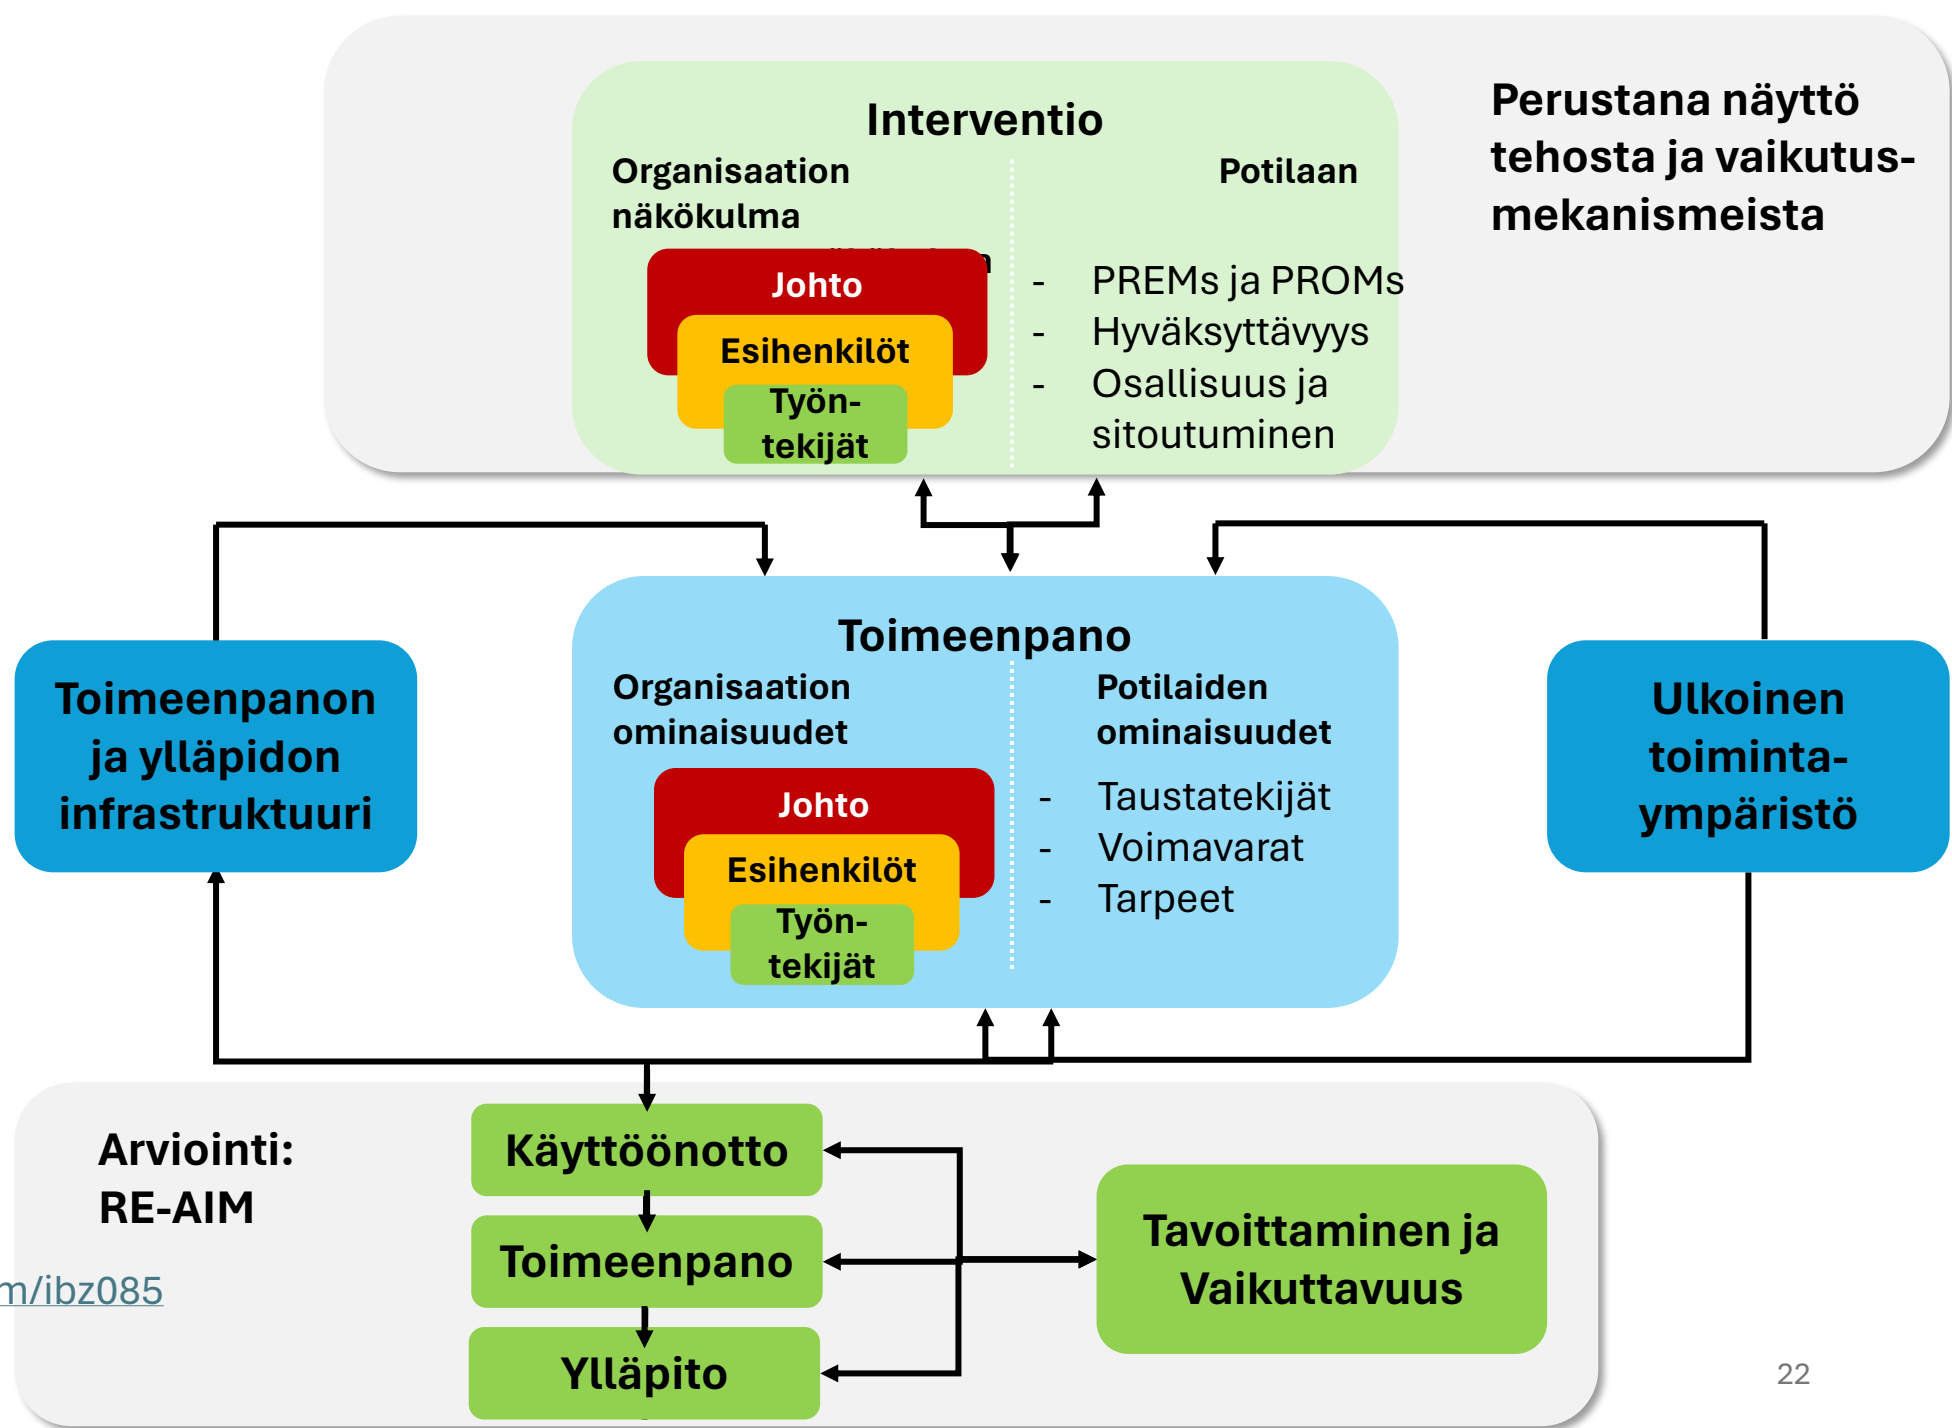 Interventio
Organisaation
näkökulma
Potilaan
Johto
Esihenkilöt
Työn-
tekijät
- PREMs ja PROMs
- Hyväksyttävyys
- Osallisuus ja
sitoutuminen
Perustana näyttö
tehosta ja vaikutus-
mekanismeista
Toimeenpanon
ja ylläpidon
infrastruktuuri
Toimeenpano
Organisaation
ominaisuudet
Johto
Esihenkilöt
Työn-
tekijät
Potilaiden
ominaisuudet
- Taustatekijät
- Voimavarat
- Tarpeet
Ulkoinen
toiminta-
ympäristö
Arviointi:
RE-AIM
m/ibz085
Käyttöönotto
Toimeenpano
Ylläpito
Tavoittaminen ja
Vaikuttavuus
22